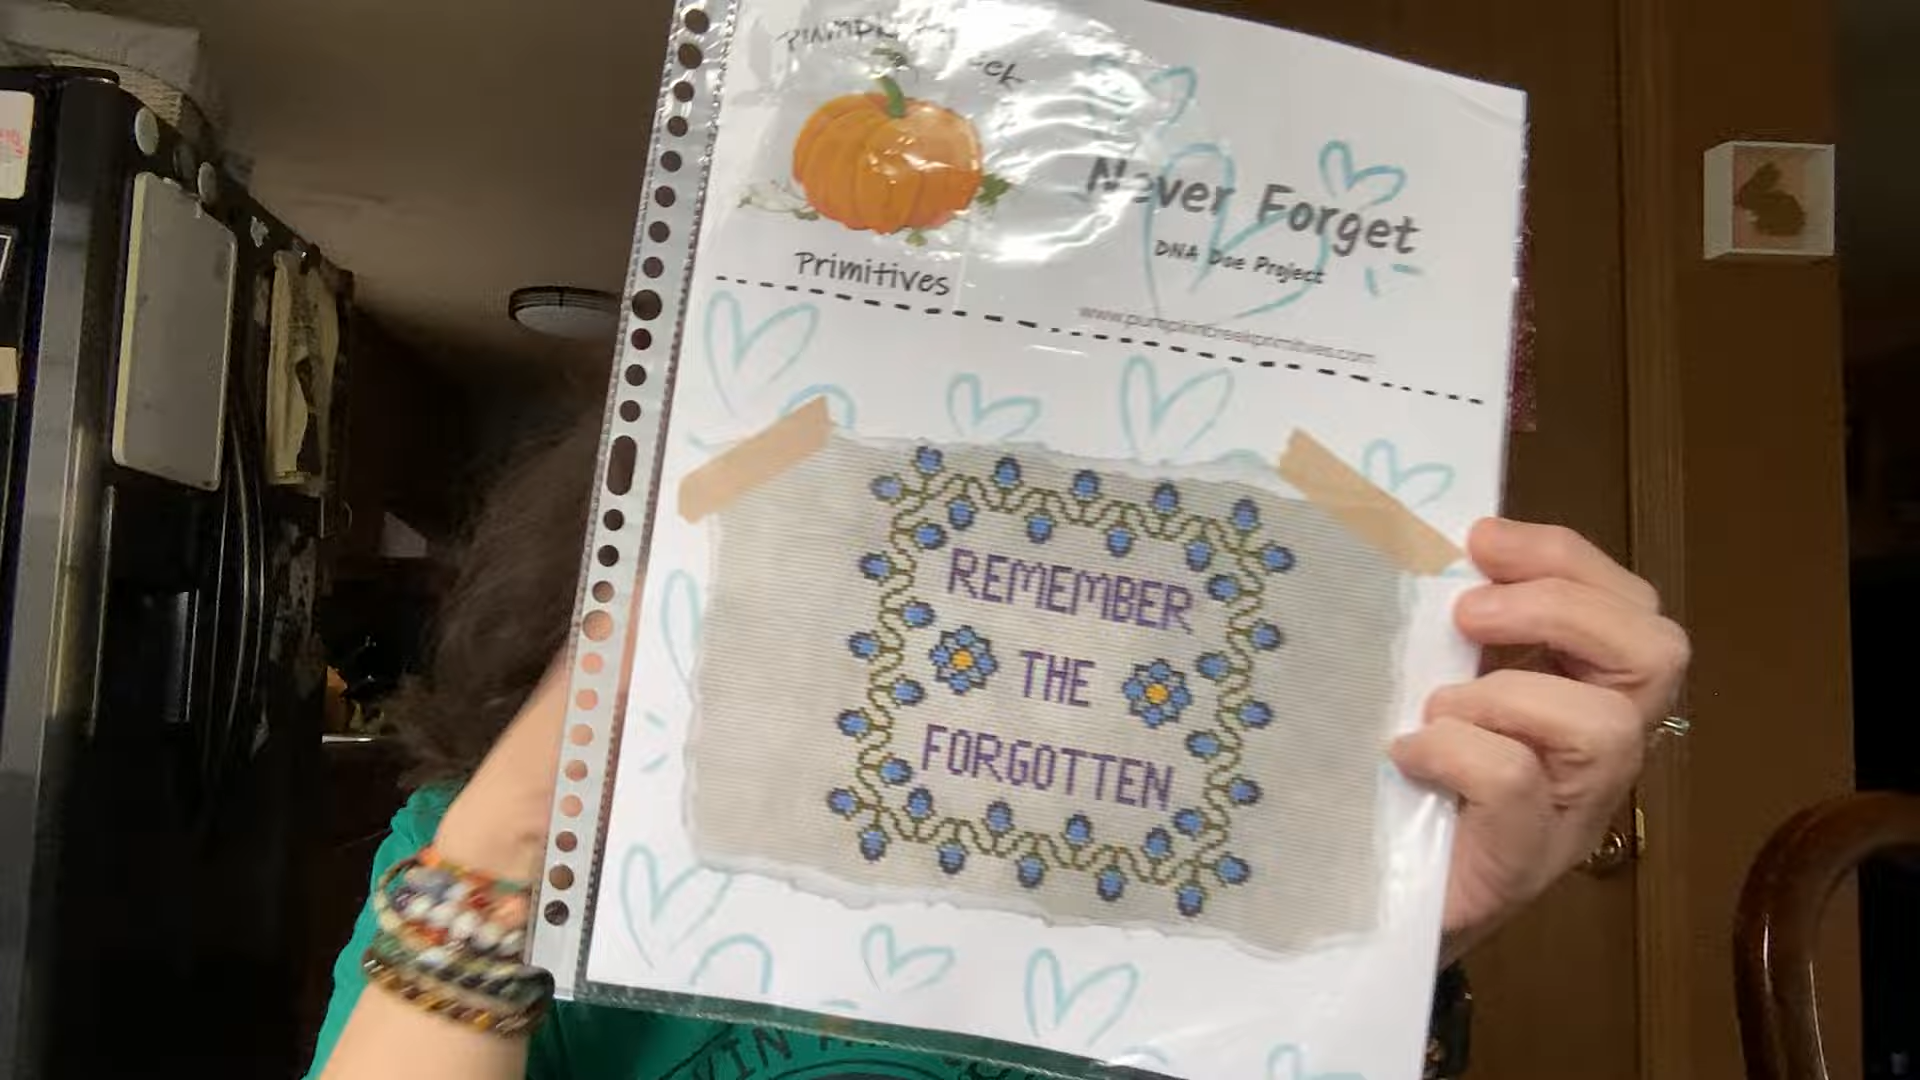 Never Forget
DNA Doe Project
Primitives
www.pumpkincreekprimitives.com
REMEMBER
THE
FORGOTTEN